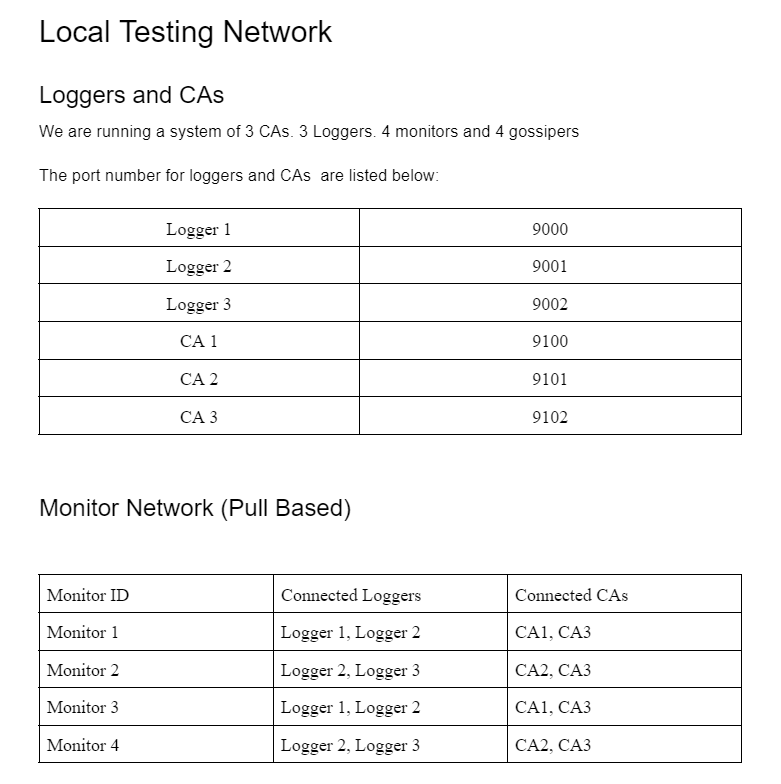 Local Testing Network
Loggers and CAs
We are running a system of 3 CAs. 3 Loggers. 4 monitors and 4 gossipers
The port number for loggers and CAs  are listed below:
Logger 1 9000
Logger 2 9001
Logger 3 9002
CA 1 9100
CA 2 9101
CA 3 9102
Monitor Network (Pull Based)
Monitor ID Connected Loggers Connected CAs
Monitor 1 Logger 1, Logger 2 CA1, CA3
Monitor 2 Logger 2, Logger 3 CA2, CA3
Monitor 3 Logger 1, Logger 2 CA1, CA3
Monitor 4 Logger 2, Logger 3 CA2, CA3